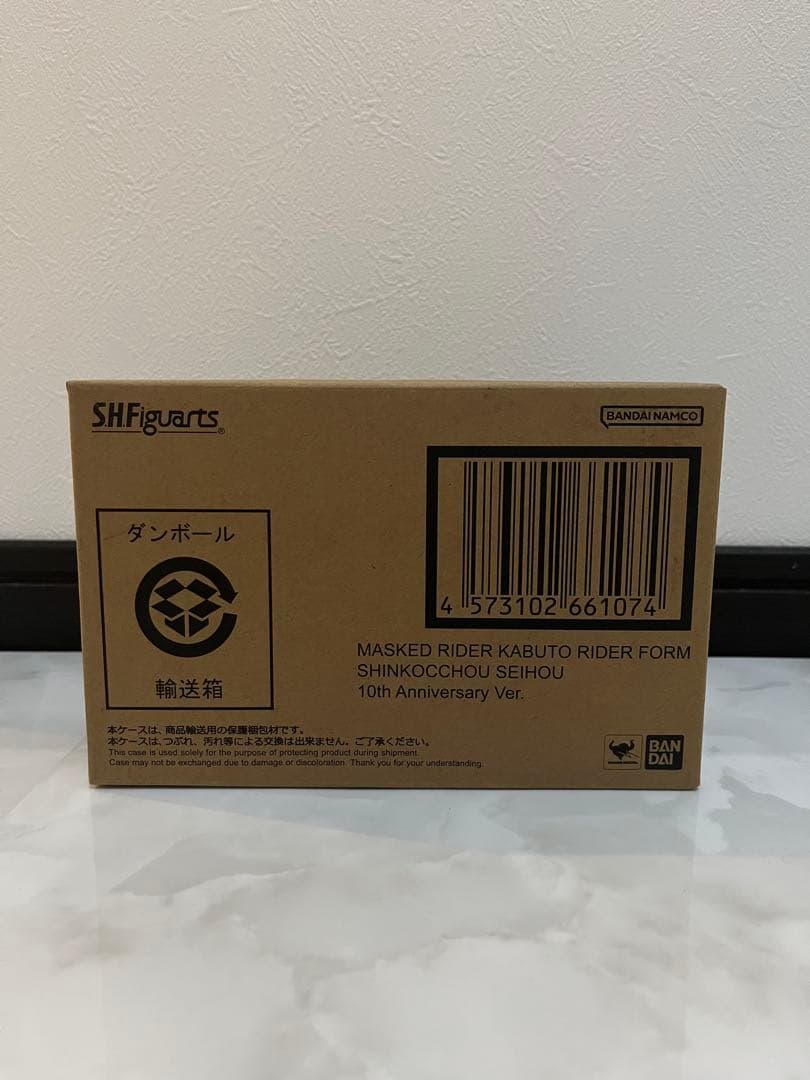 S.H.Figuarts®
BANDAI NAMCO
ダンボール
輸送箱
4 573102 661074
MASKED RIDER KABUTO RIDER FORM
SHINKOCCHOU SEIHOU
10th Anniversary Ver.
本ケースは、商品輸送用の保護梱包材です。
本ケースは、つぶれ、汚れ等による交換は出来ません。ご了承ください。
This case is used solely for the purpose of protecting product during shipment.
Case may not be exchanged due to damage or discoloration. Thank you for your understanding.
BAN
DAI